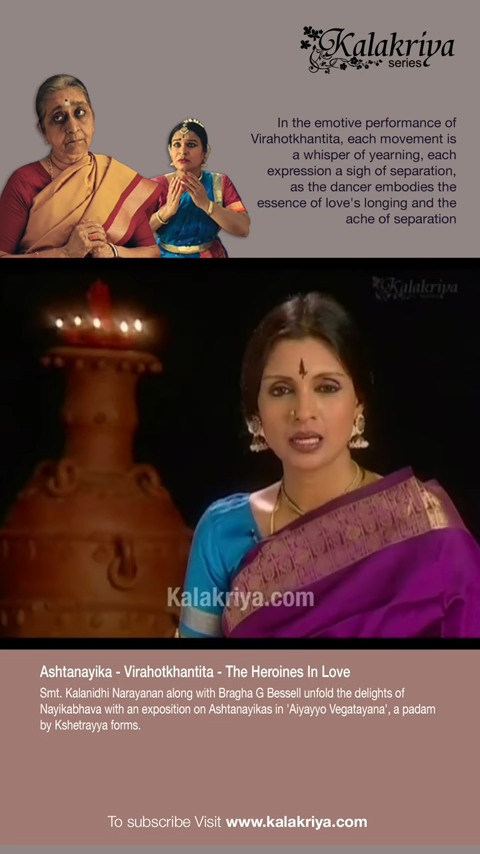 Kalakriya
series
In the emotive performance of
Virahotkhantita, each movement is
a whisper of yearning, each
expression a sigh of separation,
as the dancer embodies the
essence of love's longing and the
ache of separation
Kalakriya
series
Kalakriya.com
Ashtanayika - Virahotkhantita - The Heroines In Love
Smt. Kalanidhi Narayanan along with Bragha G Bessell unfold the delights of
Nayikabhava with an exposition on Ashtanayikas in 'Aiyayyo Vegatayana', a padam
by Kshetrayya forms.
To subscribe Visit www.kalakriya.com